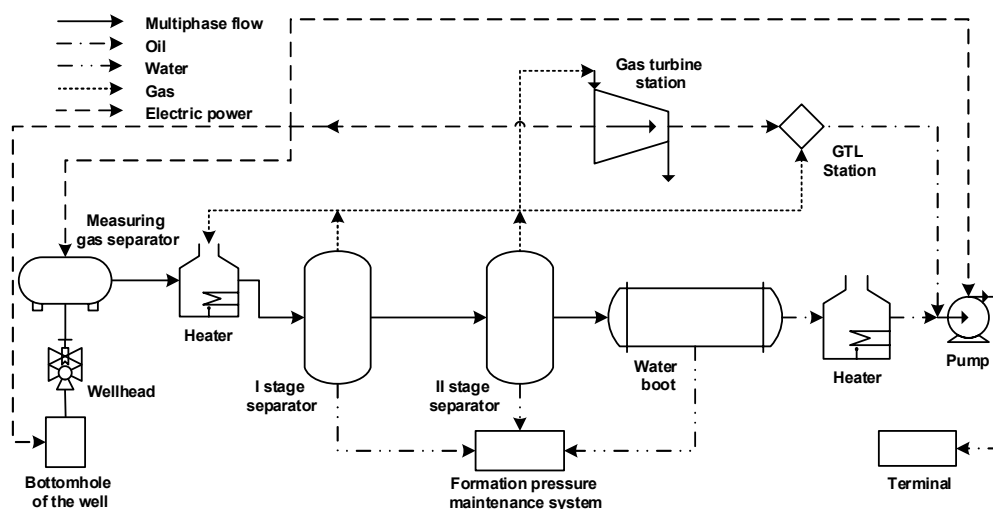 Multiphase flow
Oil
Water
Gas
Electric power
Gas turbine
station
GTL
Station
Measuring
gas separator
Heater
Wellhead
I stage
separator
II stage
separator
Water
boot
Heater
Pump
Bottomhole
of the well
Formation pressure
maintenance system
Terminal